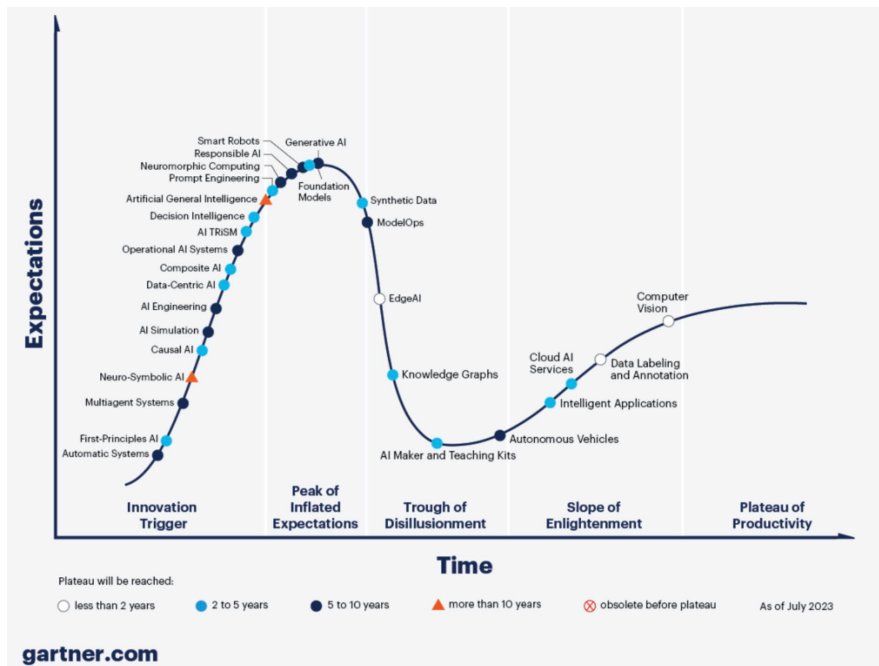 Expectations
Smart Robots
Generative AI
Responsible AI
Neuromorphic Computing
Prompt Engineering
Foundation
Models
Artificial General Intelligence
Synthetic Data
Decision Intelligence
ModelOps
AI TRiSM
Operational AI Systems
Composite AI
Data-Centric AI
EdgeAI
AI Engineering
Computer
Vision
AI Simulation
Causal AI
Cloud AI
Services
Data Labeling
and Annotation
Neuro-Symbolic AI
Knowledge Graphs
Multiagent Systems
Intelligent Applications
First-Principles AI
Autonomous Vehicles
Automatic Systems
AI Maker and Teaching Kits
Innovation
Trigger
Peak of
Inflated
Expectations
Trough of
Disillusionment
Slope of
Enlightenment
Plateau of
Productivity
Time
Plateau will be reached:
less than 2 years
2 to 5 years
5 to 10 years
more than 10 years
obsolete before plateau
As of July 2023
gartner.com